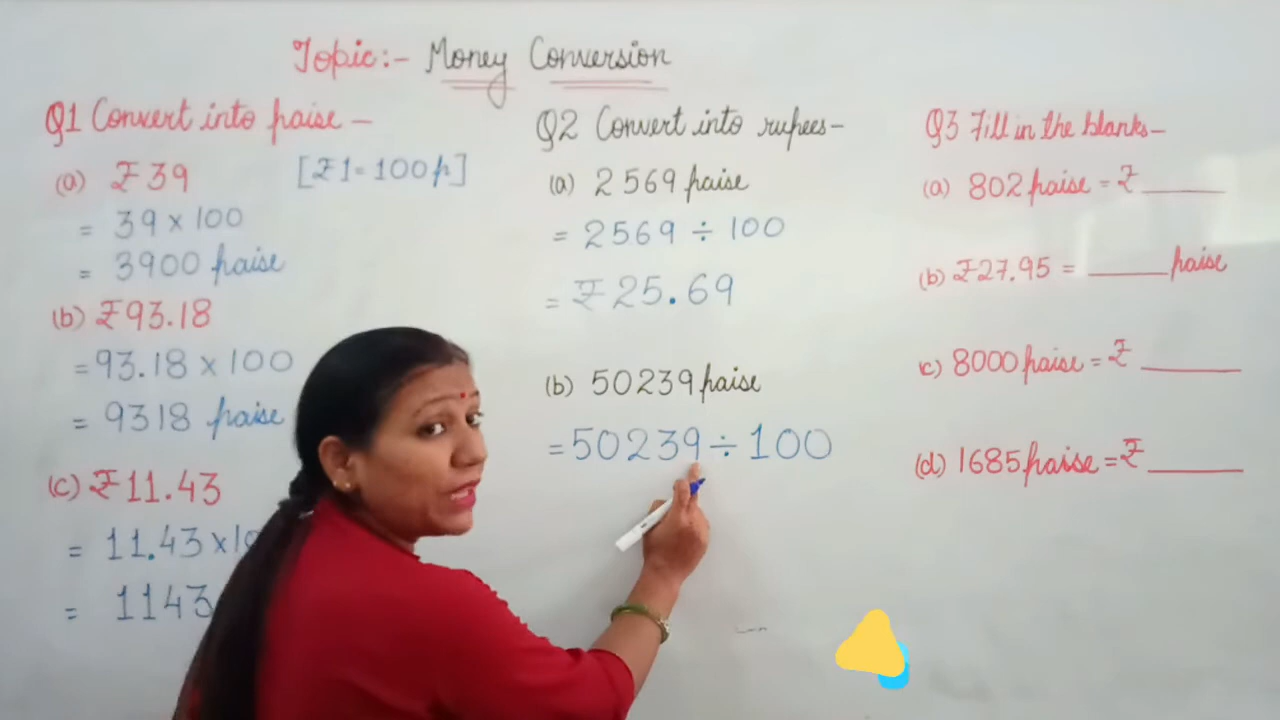 Topic:- Money Conversion
Q1 Convert into paise -
(a) ₹39 [₹1 = 100p]
= 39 × 100
= 3900 paise
(b) ₹93.18
= 93.18 × 100
= 9318 paise
(c) ₹11.43
= 11.43 ×
= 1143
Q2 Convert into rupees-
(a) 2569 paise
= 2569 ÷ 100
= ₹25.69
(b) 50239 paise
= 50239 ÷ 100
Q3 Fill in the blanks-
(a) 802 paise = ₹ ______
(b) ₹27.95 = ______ paise
(c) 8000 paise = ₹ ______
(d) 1685 paise = ₹ ______